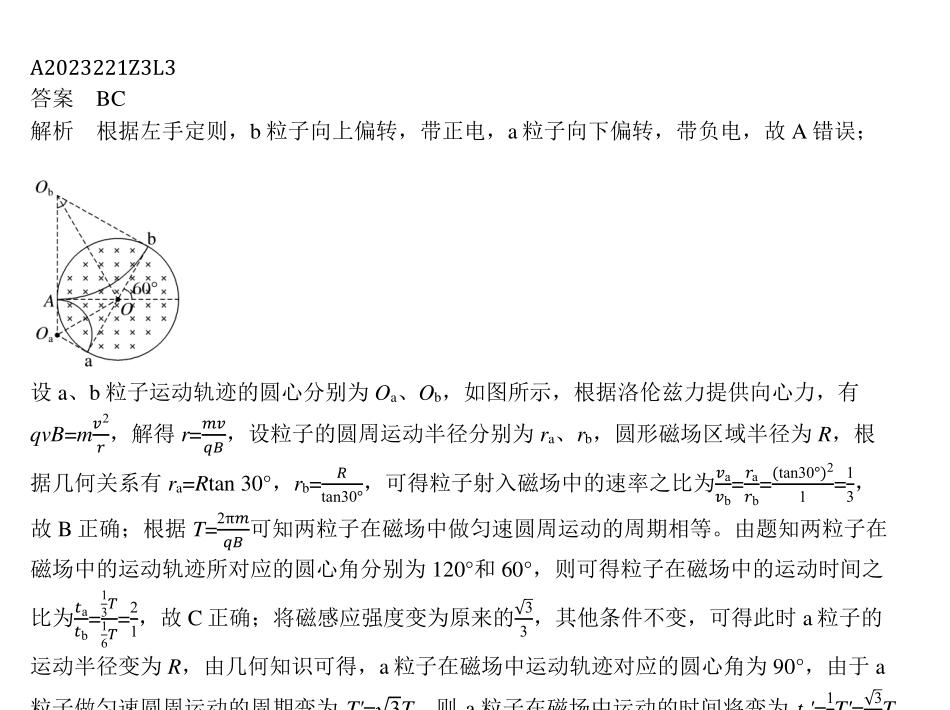 A2023221Z3L3
答案 BC
解析 根据左手定则，b 粒子向上偏转，带正电，a 粒子向下偏转，带负电，故 A 错误；
O_b
b
60°
A
O
O_a
a
设 a、b 粒子运动轨迹的圆心分别为 O_a、O_b，如图所示，根据洛伦兹力提供向心力，有
qvB=m\frac{v^2}{r}，解得 r=\frac{mv}{qB}，设粒子的圆周运动半径分别为 r_a、r_b，圆形磁场区域半径为 R，根
据几何关系有 r_a=Rtan 30°，r_b=\frac{R}{tan30°}，可得粒子射入磁场中的速率之比为\frac{v_a}{v_b}=\frac{r_a}{r_b}=\frac{(tan30°)^2}{1}=\frac{1}{3}，
故 B 正确；根据 T=\frac{2πm}{qB}可知两粒子在磁场中做匀速圆周运动的周期相等。由题知两粒子在
磁场中的运动轨迹所对应的圆心角分别为 120°和 60°，则可得粒子在磁场中的运动时间之
比为\frac{t_a}{t_b}=\frac{\frac{1}{3}T}{\frac{1}{6}T}=\frac{2}{1}，故 C 正确；将磁感应强度变为原来的\frac{\sqrt{3}}{3}，其他条件不变，可得此时 a 粒子的
运动半径变为 R，由几何知识可得，a 粒子在磁场中运动轨迹对应的圆心角为 90°，由于 a
粒子做匀速圆周运动的周期变为 T′=\sqrt{3}T，则 a 粒子在磁场中运动的时间将变为